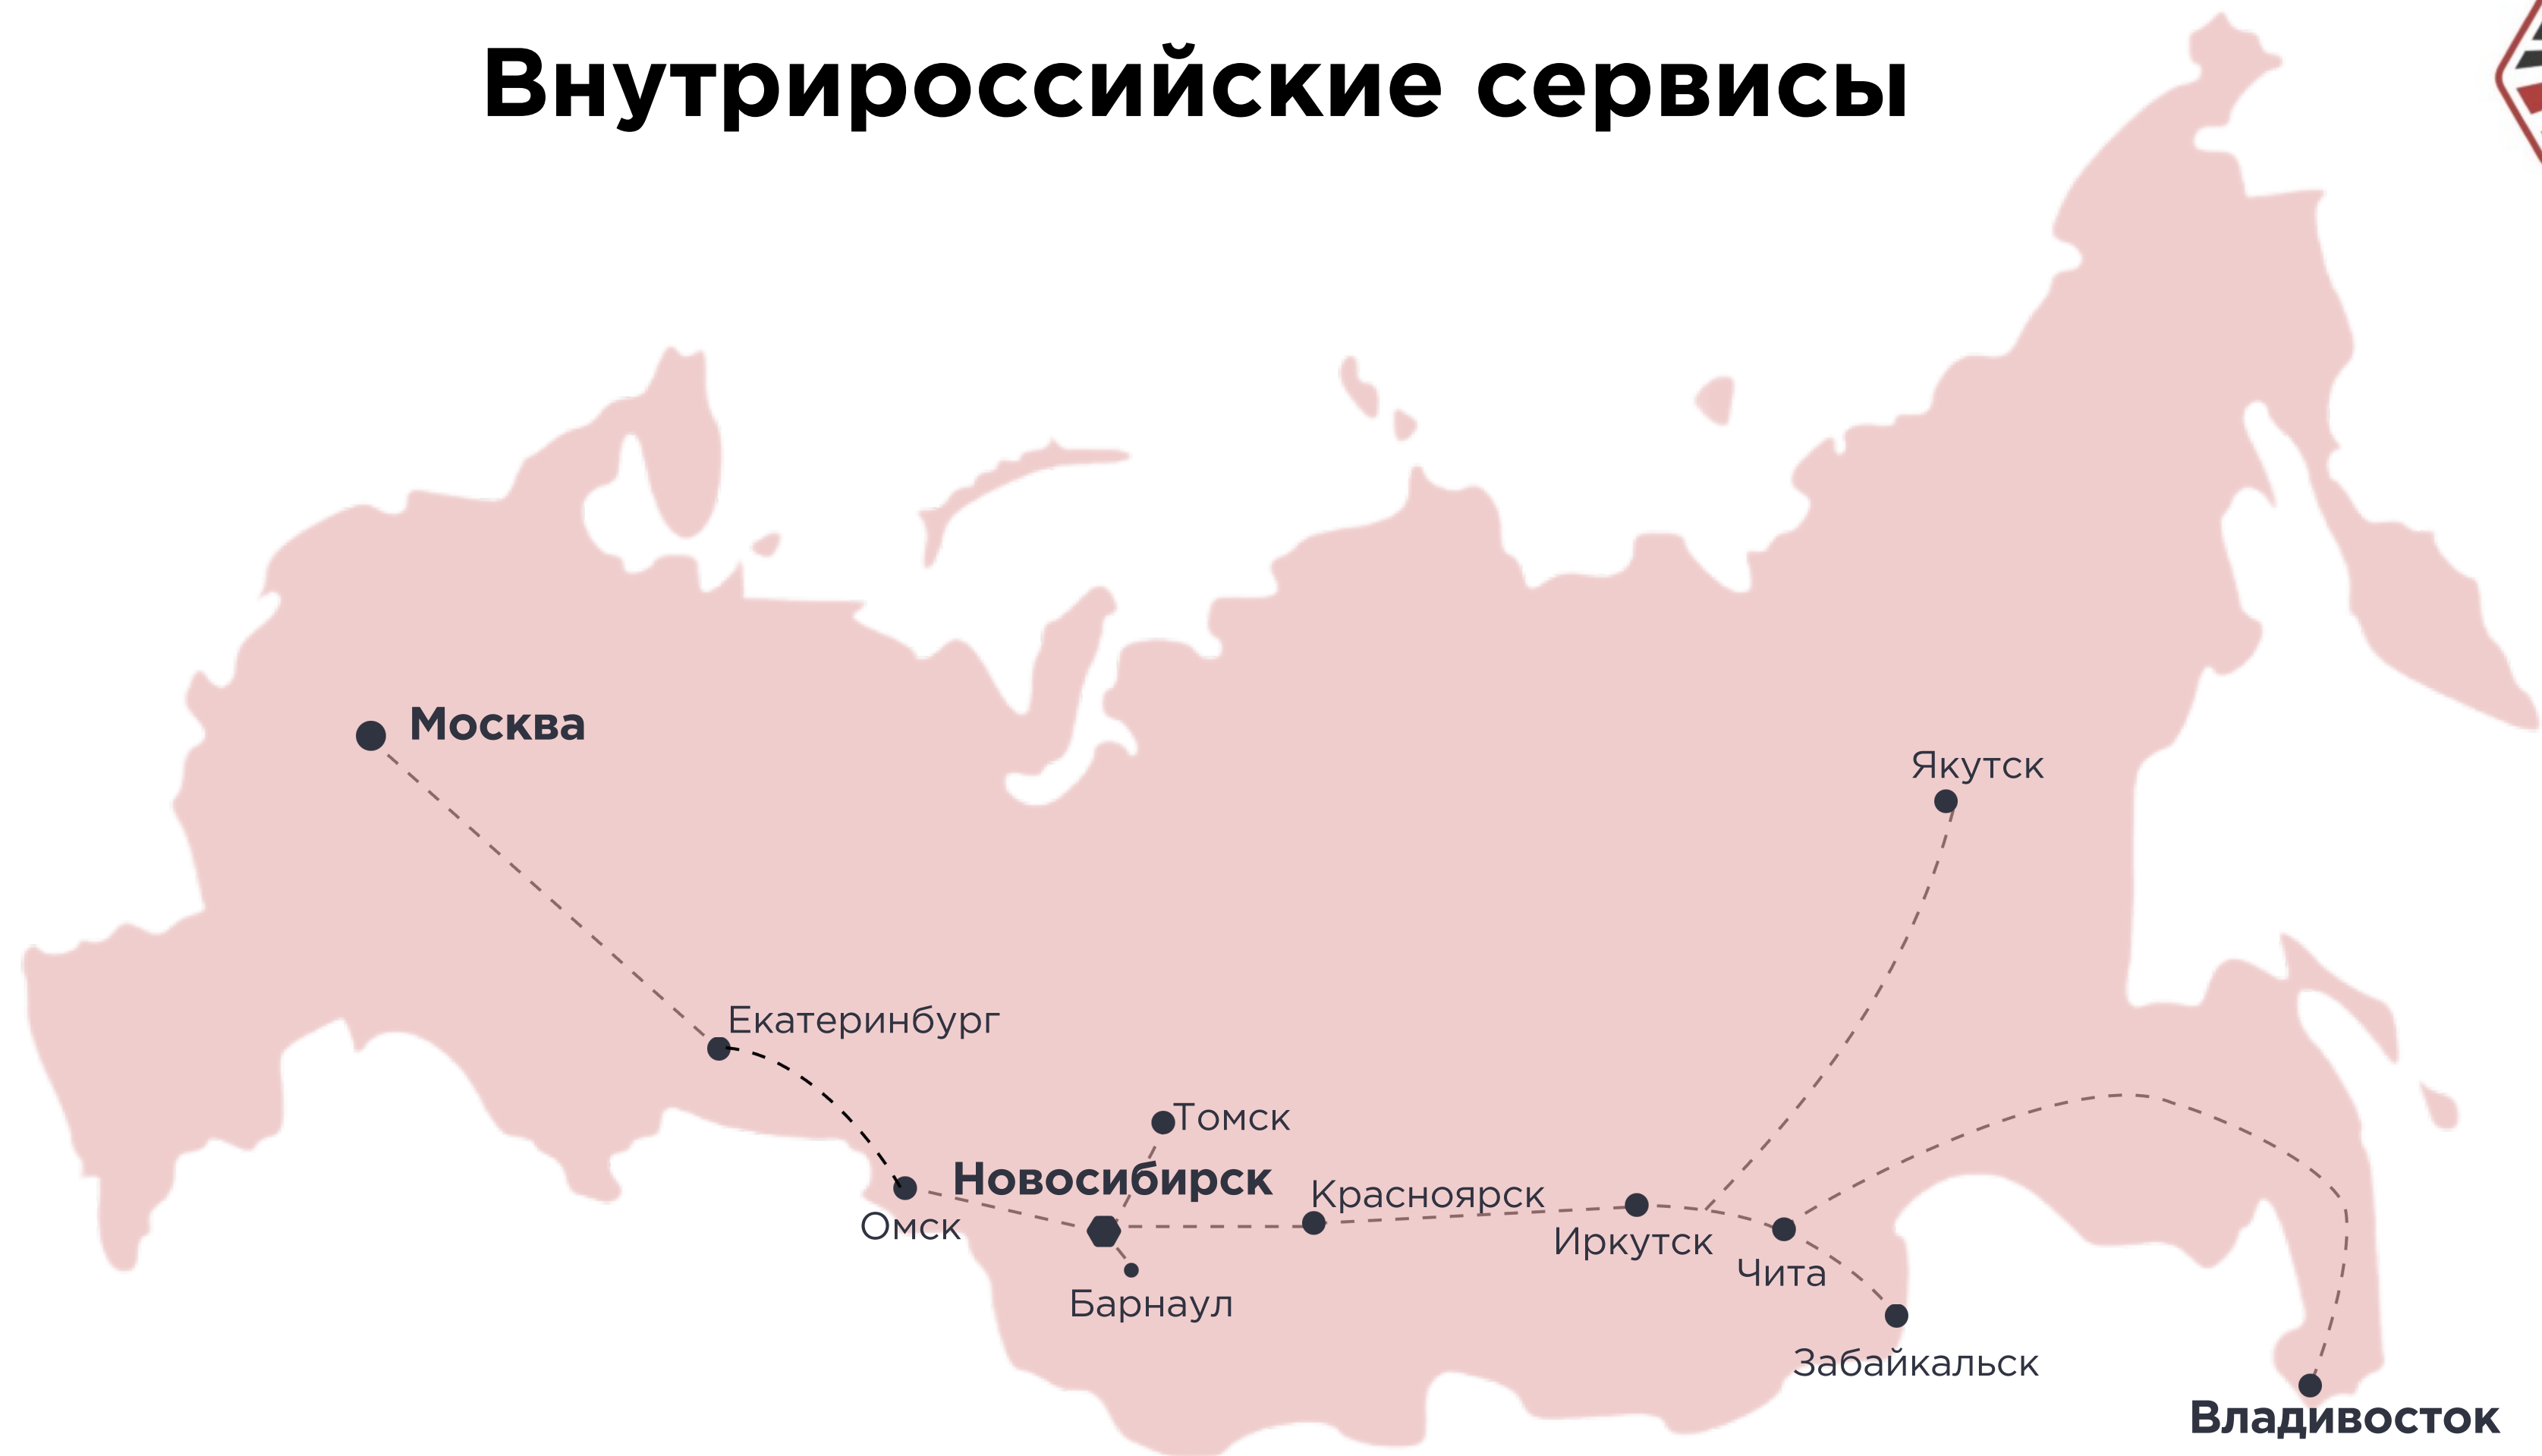 Внутрироссийские сервисы
Москва
Якутск
Екатеринбург
Томск
Новосибирск
Красноярск
Омск
Иркутск
Чита
Барнаул
Забайкальск
Владивосток